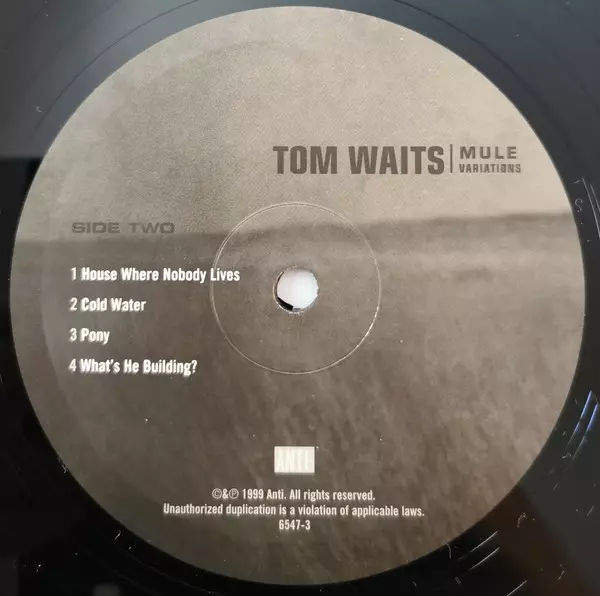 TOM WAITS | MULE VARIATIONS
SIDE TWO
1 House Where Nobody Lives
2 Cold Water
3 Pony
4 What's He Building?
ANTI
©&℗ 1999 Anti. All rights reserved.
Unauthorized duplication is a violation of applicable laws.
6547-3